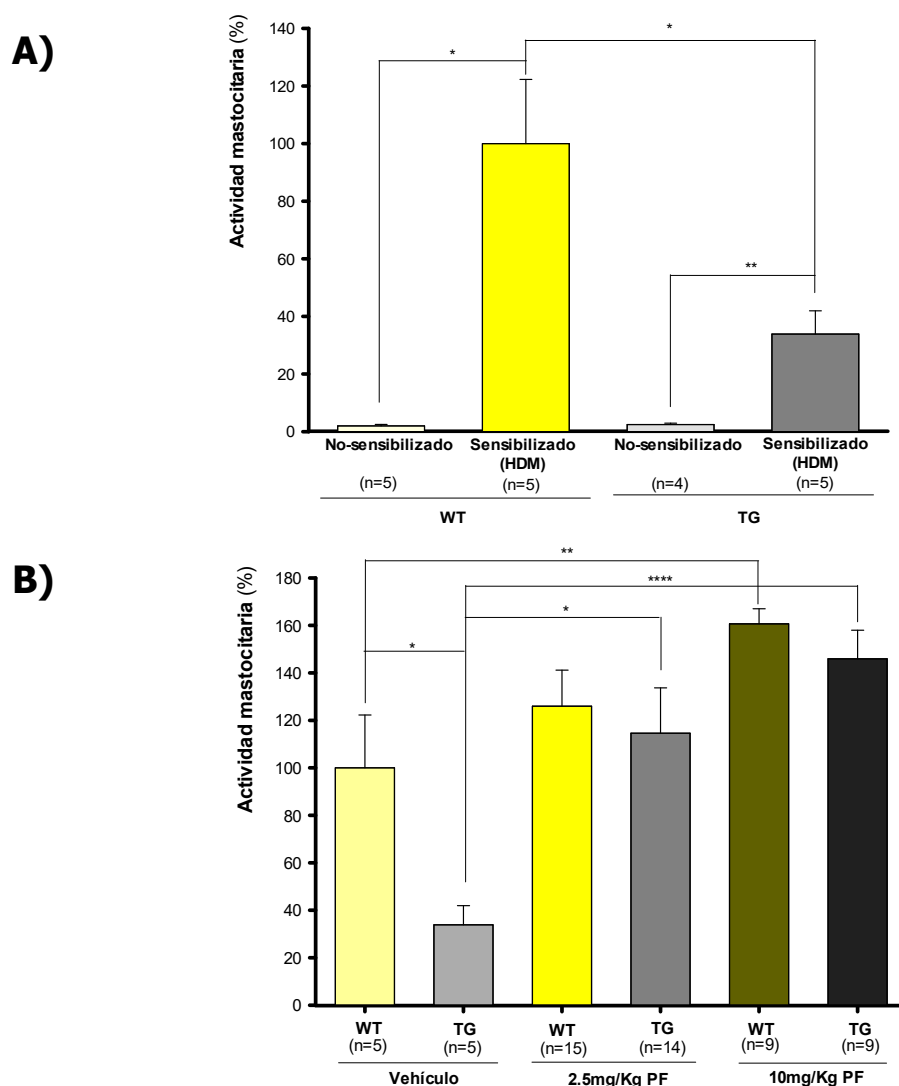 A)
Actividad mastocitaria (%)
140
120
100
80
60
40
20
0
*
*
**
No-sensibilizado
Sensibilizado
(HDM)
No-sensibilizado
Sensibilizado
(HDM)
(n=5)
(n=5)
(n=4)
(n=5)
WT
TG
B)
Actividad mastocitaria (%)
180
160
140
120
100
80
60
40
20
0
**
****
*
*
WT
TG
WT
TG
WT
TG
(n=5)
(n=5)
(n=15)
(n=14)
(n=9)
(n=9)
Vehículo
2.5mg/Kg PF
10mg/Kg PF